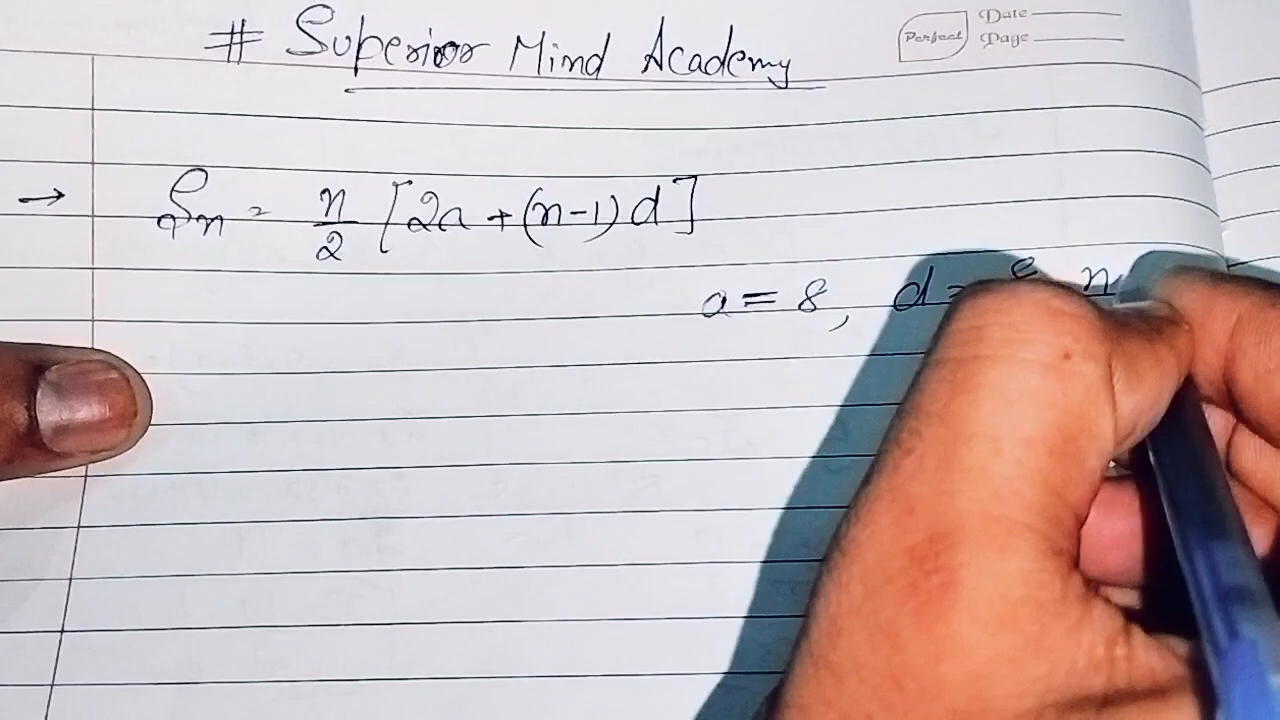 # Superior Mind Academy
Perfect
Date
Page
→ Sn = n/2 [2a + (n-1)d]
a = 8, d = n